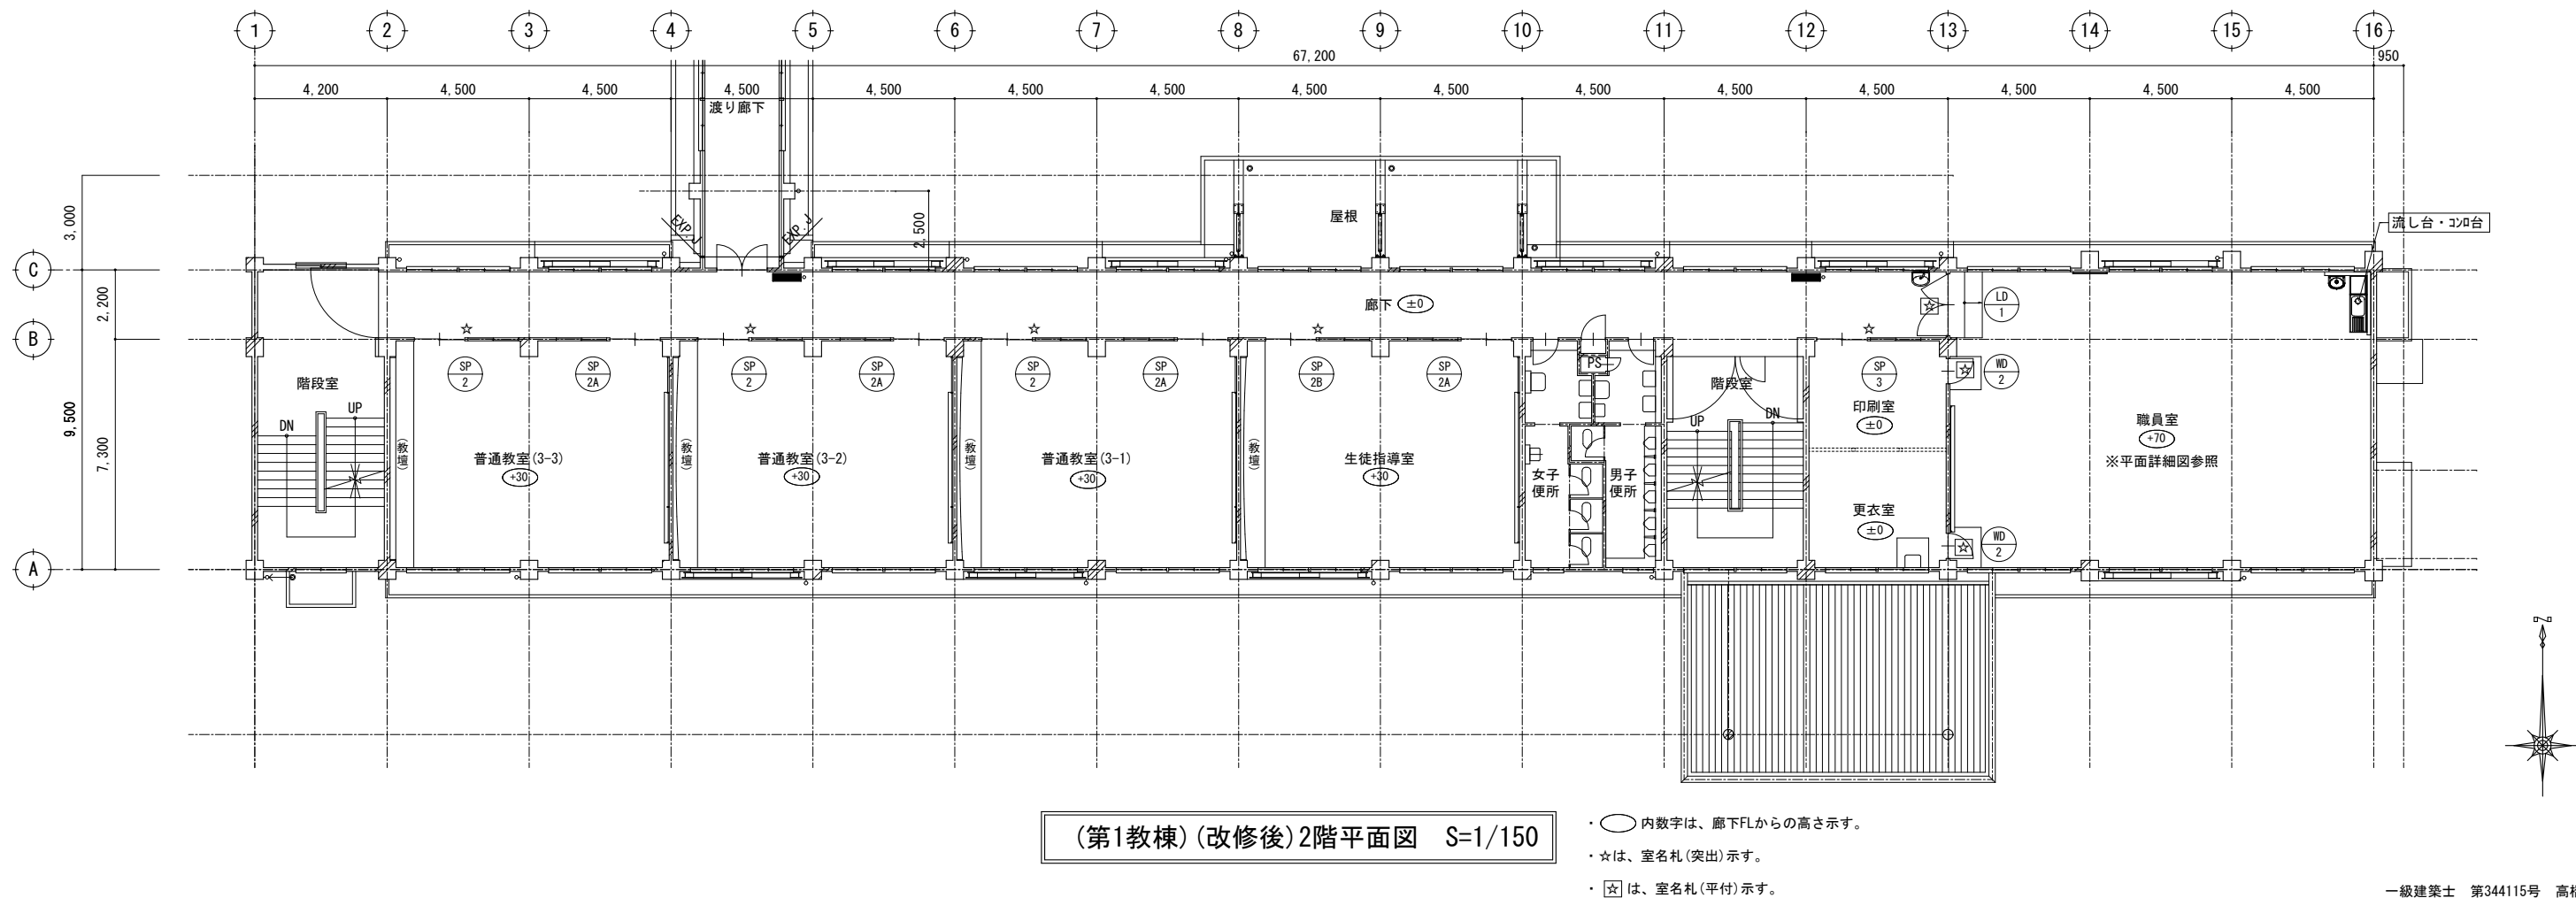 1 2 3 4 5 6 7 8 9 10 11 12 13 14 15 16
67,200 950
4,200 4,500 4,500 4,500 4,500 4,500 4,500 4,500 4,500 4,500 4,500 4,500 4,500 4,500 4,500
渡り廊下
3,000
EXP.J EXP.J
2,500
屋根
流し台・コンロ台
C
2,200
廊下 ±0
LD
1
☆ ☆ ☆ ☆ ☆ ☆
B
9,500
7,300
階段室
UP
DN
(教壇)
SP
2
SP
2A
普通教室(3-3)
+30
(教壇)
SP
2
SP
2A
普通教室(3-2)
+30
(教壇)
SP
2
SP
2A
普通教室(3-1)
+30
(教壇)
SP
2B
SP
2A
生徒指導室
+30
PS
女子
便所
男子
便所
階段室
UP
DN
SP
3
印刷室
±0
更衣室
±0
☆
WD
2
☆
WD
2
職員室
+70
※平面詳細図参照
A
N
(第1教棟)(改修後)2階平面図 S=1/150
・ 内数字は、廊下FLからの高さ示す。
・☆は、室名札(突出)示す。
・ ☆ は、室名札(平付)示す。
一級建築士 第344115号 高